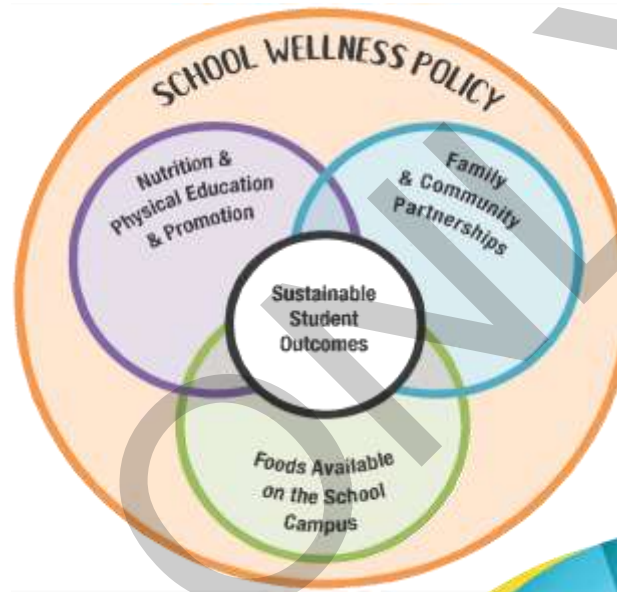 SCHOOL WELLNESS POLICY
Nutrition &
Physical Education
& Promotion
Family
& Community
Partnerships
Sustainable
Student
Outcomes
Foods Available
on the School
Campus
ONL